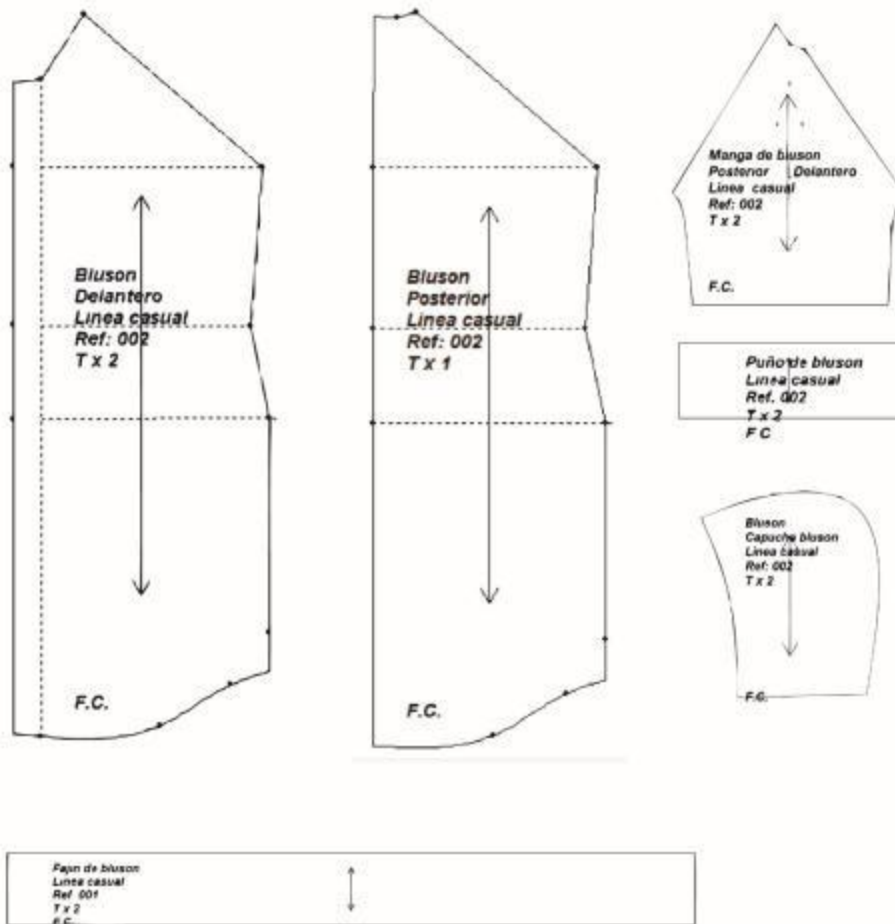 Bluson
Delantero
Linea casual
Ref: 002
T x 2
F.C.
Bluson
Posterior
Linea casual
Ref: 002
T x 1
F.C.
Manga de bluson
Posterior Delantero
Linea casual
Ref: 002
T x 2
F.C.
Puño de bluson
Linea casual
Ref. 002
T x 2
F C
Bluson
Capucha bluson
Linea casual
Ref: 002
T x 2
F.C.
Fajin de bluson
Linea casual
Ref 001
T x 2
F.C.